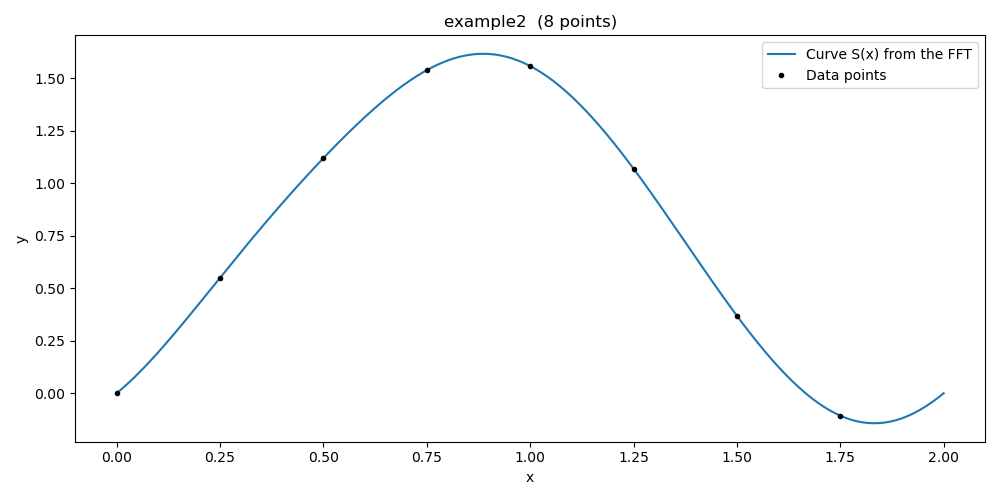 example2  (8 points)
Curve S(x) from the FFT
Data points
y
1.50
1.25
1.00
0.75
0.50
0.25
0.00
0.00 0.25 0.50 0.75 1.00 1.25 1.50 1.75 2.00
x